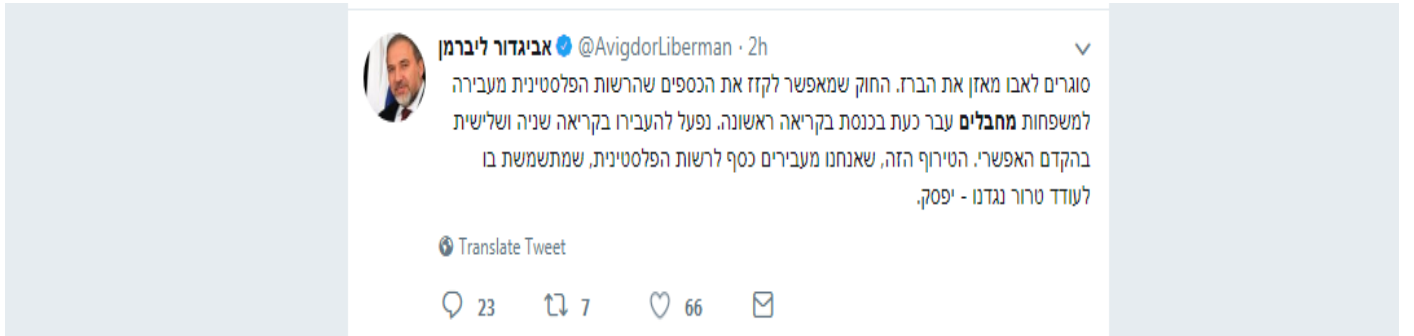 אביגדור ליברמן @AvigdorLiberman · 2h
סוגרים לאבו מאזן את הברז. החוק שמאפשר לקזז את הכספים שהרשות הפלסטינית מעבירה
למשפחות מחבלים עבר כעת בכנסת בקריאה ראשונה. נפעל להעבירו בקריאה שניה ושלישית
בהקדם האפשרי. הטירוף הזה, שאנחנו מעבירים כסף לרשות הפלסטינית, שמתשמשת בו
לעודד טרור נגדנו - יפסק.
Translate Tweet
23 7 66